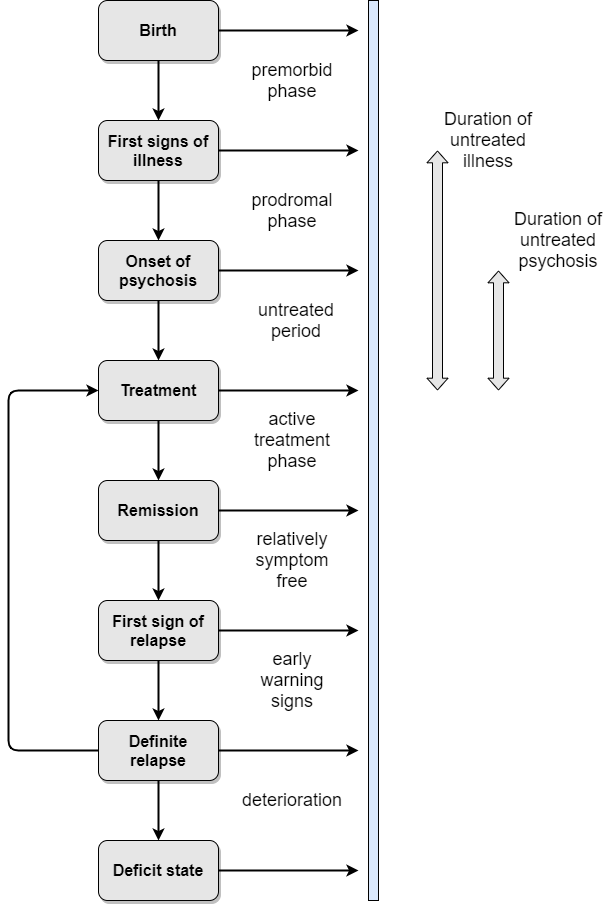 Birth
premorbid
phase
Duration of
untreated
illness
First signs of
illness
prodromal
phase
Duration of
untreated
psychosis
Onset of
psychosis
untreated
period
Treatment
active
treatment
phase
Remission
relatively
symptom
free
First sign of
relapse
early
warning
signs
Definite
relapse
deterioration
Deficit state